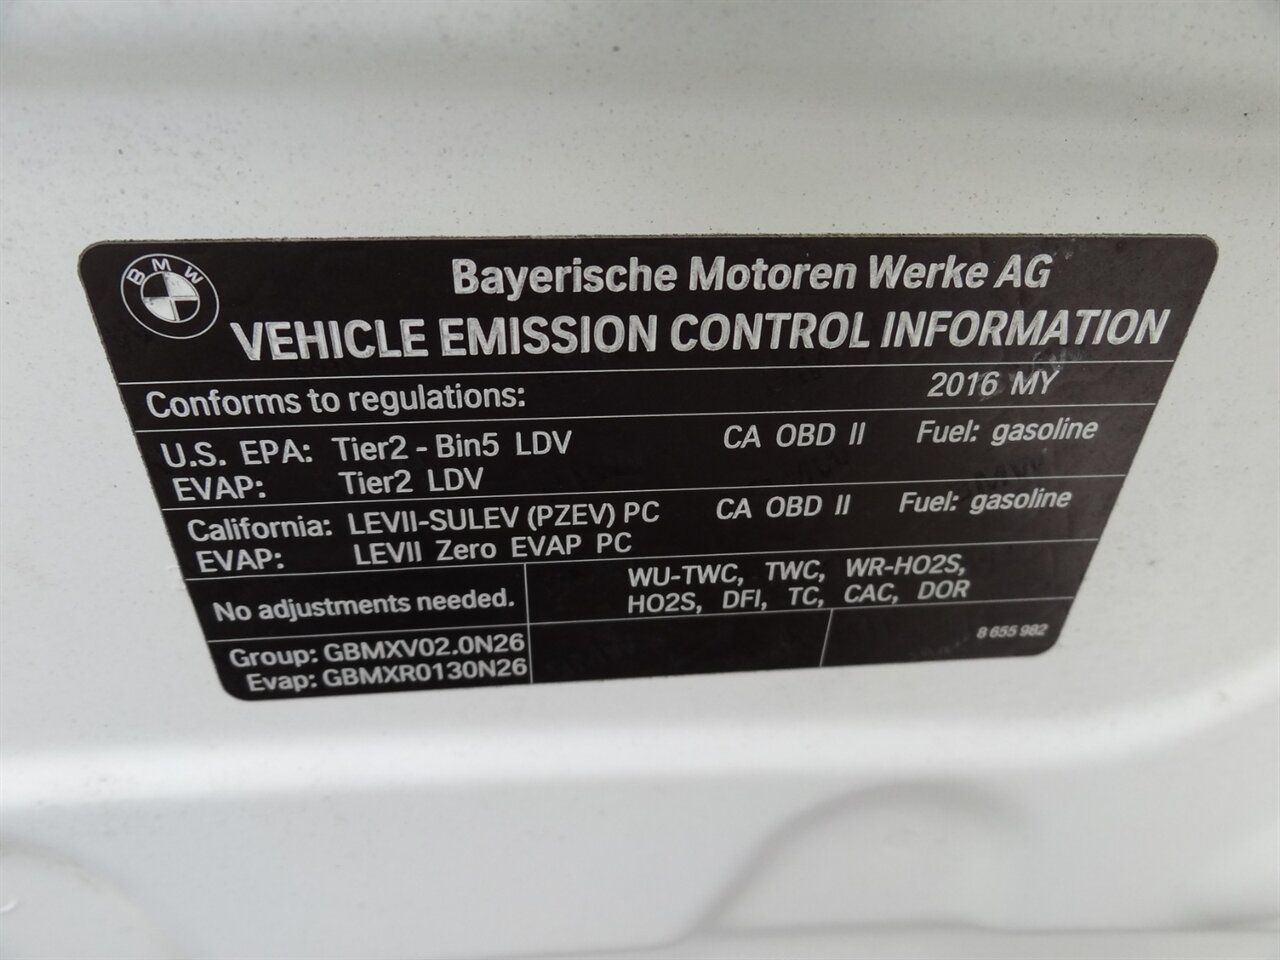 BMW
Bayerische Motoren Werke AG
VEHICLE EMISSION CONTROL INFORMATION
Conforms to regulations: 2016 MY
U.S. EPA: Tier2 - Bin5 LDV CA OBD II Fuel: gasoline
EVAP: Tier2 LDV
California: LEVII-SULEV (PZEV) PC CA OBD II Fuel: gasoline
EVAP: LEVII Zero EVAP PC
No adjustments needed.
WU-TWC, TWC, WR-HO2S,
HO2S, DFI, TC, CAC, DOR
Group: GBMXV02.0N26
Evap: GBMXR0130N26
8 655 982